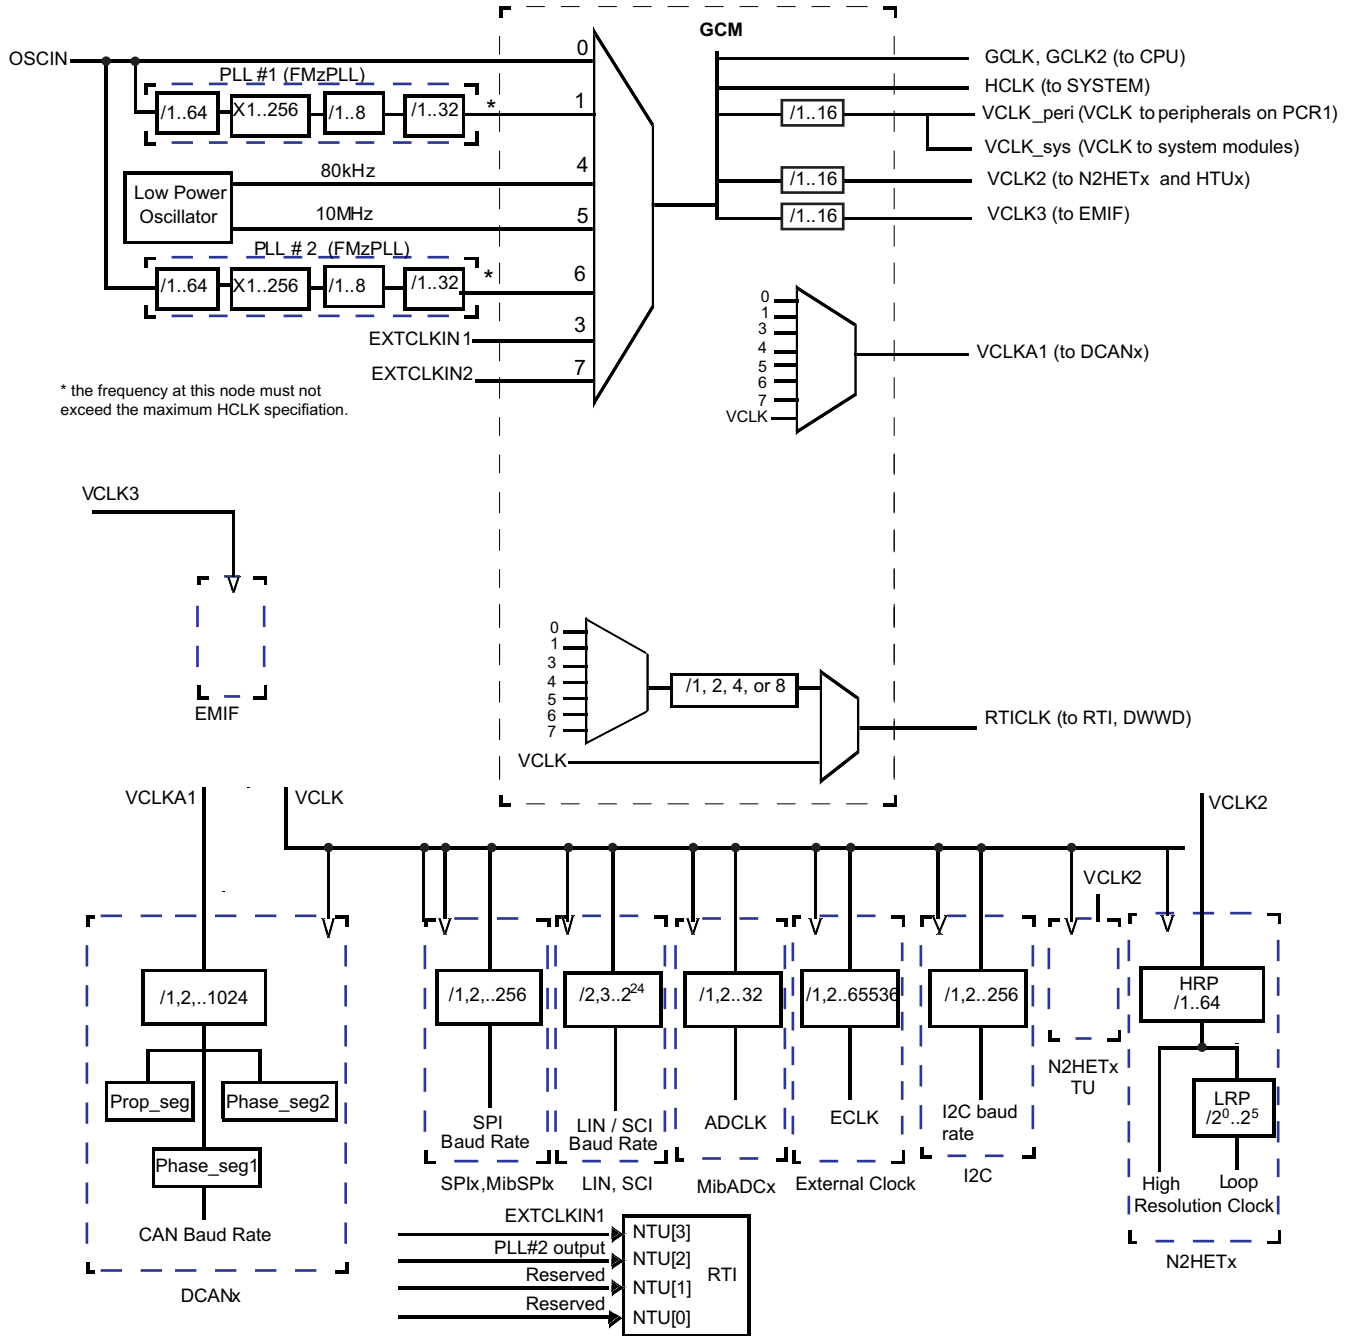 GCM
OSCIN
0
GCLK, GCLK2 (to CPU)
PLL #1 (FMzPLL)
HCLK (to SYSTEM)
/1..64
X1..256
/1..8
/1..32
*
1
/1..16
VCLK_peri (VCLK to peripherals on PCR1)
VCLK_sys (VCLK to system modules)
Low Power
Oscillator
80kHz
4
/1..16
VCLK2 (to N2HETx and HTUx)
10MHz
5
/1..16
VCLK3 (to EMIF)
PLL # 2 (FMzPLL)
/1..64
X1..256
/1..8
/1..32
*
6
EXTCLKIN1
3
EXTCLKIN2
7
0
1
3
4
5
6
7
VCLK
VCLKA1 (to DCANx)
* the frequency at this node must not
exceed the maximum HCLK specifiation.
VCLK3
EMIF
0
1
3
4
5
6
7
/1, 2, 4, or 8
VCLK
RTICLK (to RTI, DWWD)
VCLKA1
VCLK
VCLK2
VCLK2
/1,2,..1024
Prop_seg
Phase_seg2
Phase_seg1
CAN Baud Rate
DCANx
/1,2,..256
SPI
Baud Rate
SPIx,MibSPIx
/2,3..2^24
LIN / SCI
Baud Rate
LIN, SCI
/1,2..32
ADCLK
MibADCx
/1,2..65536
ECLK
External Clock
/1,2..256
I2C baud
rate
I2C
N2HETx
TU
HRP
/1..64
LRP
/2^0..2^5
High
Loop
Resolution Clock
N2HETx
EXTCLKIN1
NTU[3]
PLL#2 output
NTU[2]
RTI
Reserved
NTU[1]
Reserved
NTU[0]